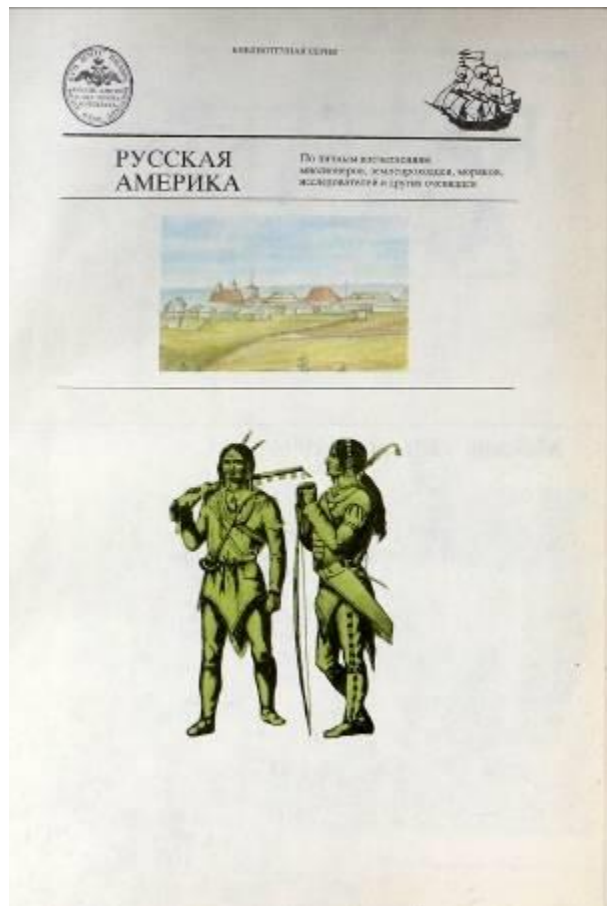 БИБЛИОТЕЧНАЯ СЕРИЯ
РУССКАЯ
АМЕРИКА
По личным впечатлениям
миссионеров, землепроходцев, моряков,
исследователей и других очевидцев